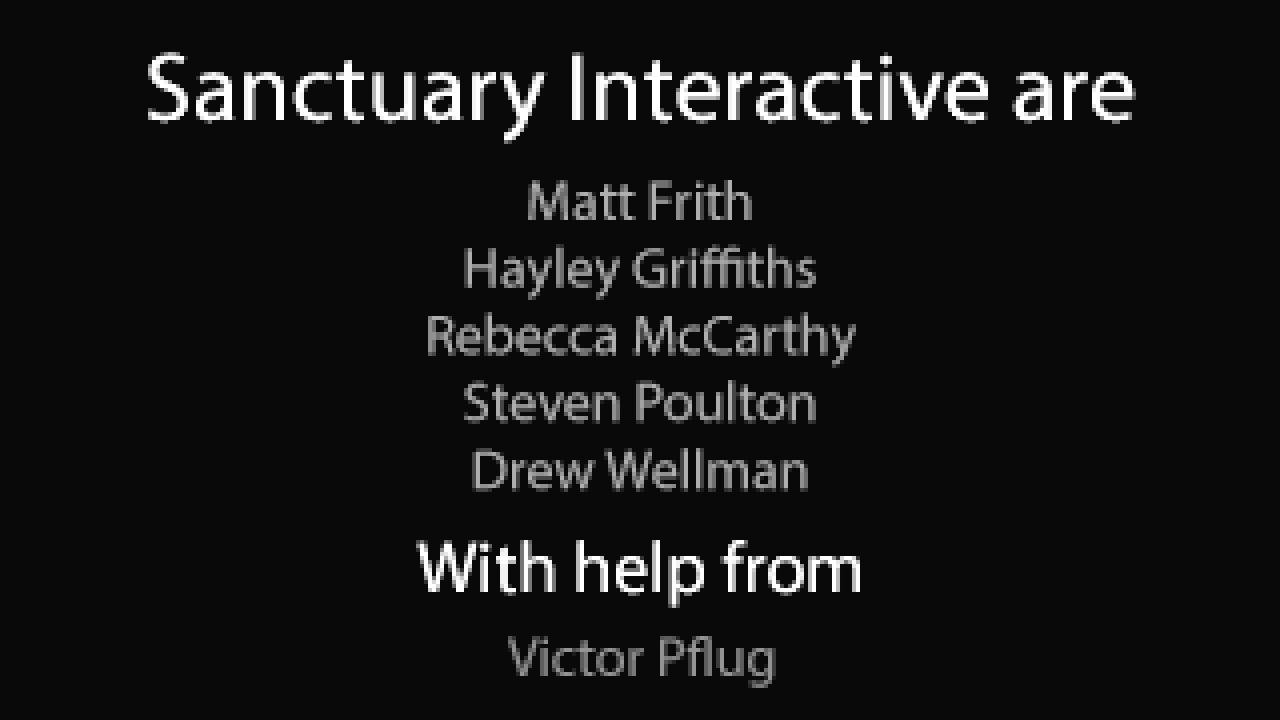 Sanctuary Interactive are
Matt Frith
Hayley Griffiths
Rebecca McCarthy
Steven Poulton
Drew Wellman
With help from
Victor Pflug